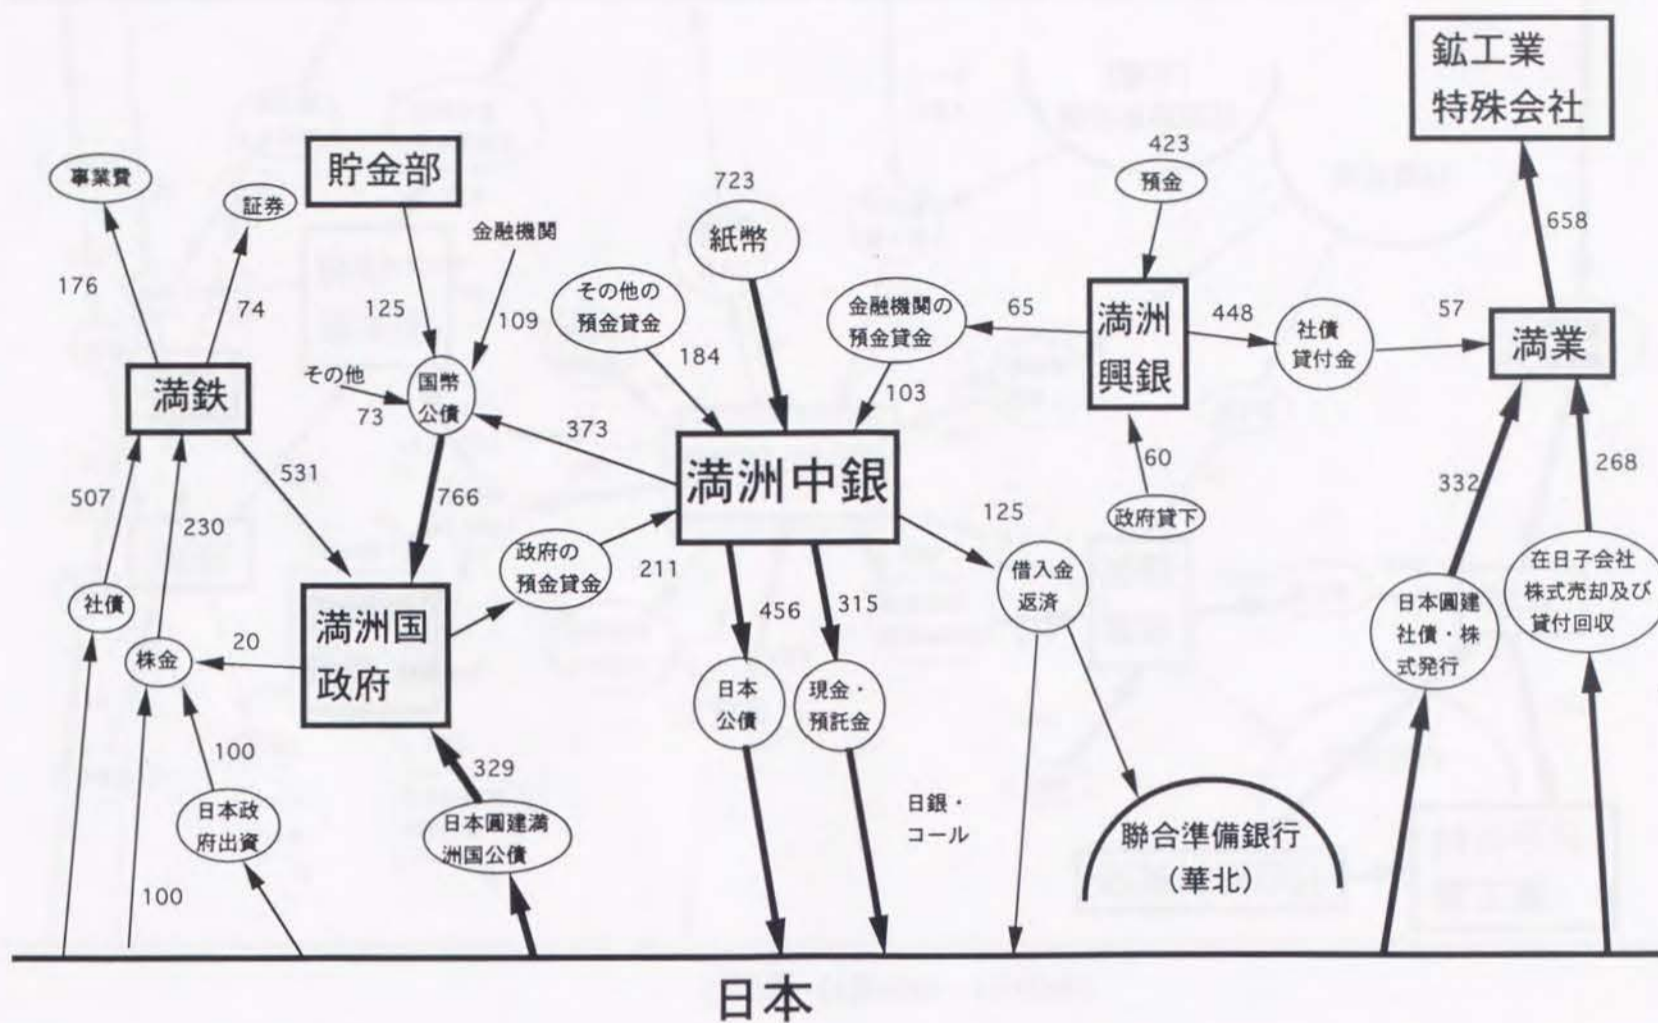 鉱工業
特殊会社
658
満業
57
332
268
日本圓建
社債・株
式発行
在日子会社
株式売却及び
貸付回収
423
預金
満洲
興銀
448
社債
貸付金
65
60
政府貸下
金融機関の
預金貸金
103
723
紙幣
その他の
預金貸金
184
満洲中銀
373
211
政府の
預金貸金
125
借入金
返済
456
315
日本
公債
現金・
預託金
日銀・
コール
聯合準備銀行
（華北）
貯金部
金融機関
125
109
その他
73
国幣
公債
766
事業費
証券
176
74
満鉄
531
507
230
社債
株金
20
満洲国
政府
100
日本政
府出資
100
329
日本圓建満
洲国公債
日本